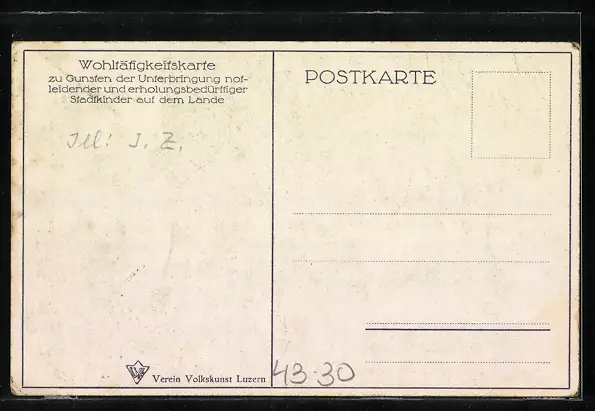 Wohltätigkeitskarte
zu Gunsten der Unterbringung not-
leidender und erholungsbedürftiger
Stadtkinder auf dem Lande
POSTKARTE
Ill: I. Z.
Verein Volkskunst Luzern
43-30